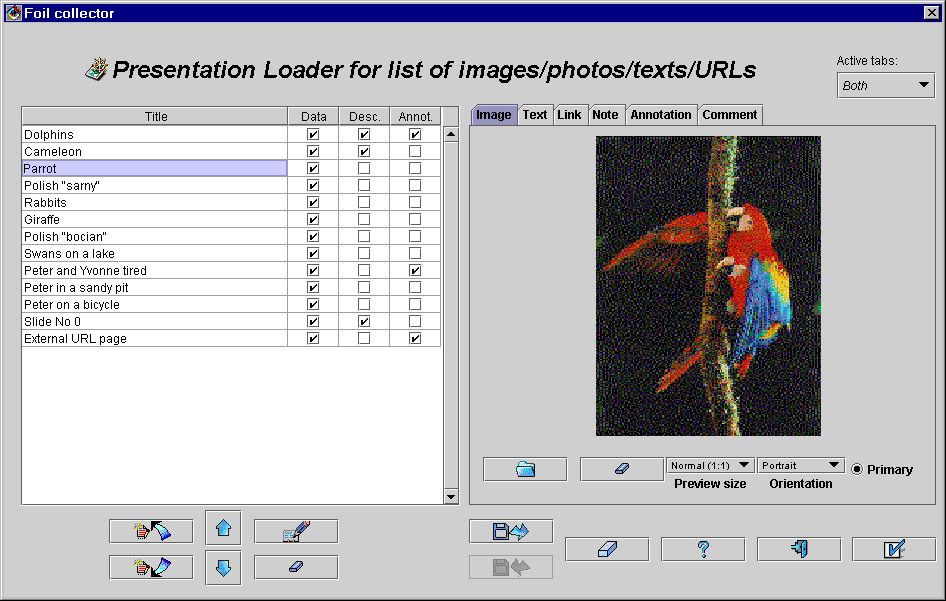 Foil collector
Presentation Loader for list of images/photos/texts/URLs
Active tabs:
Both
Title Data Desc. Annot.
Dolphins
Cameleon
Parrot
Polish "sarny"
Rabbits
Giraffe
Polish "bocian"
Swans on a lake
Peter and Yvonne tired
Peter in a sandy pit
Peter on a bicycle
Slide No 0
External URL page
Image Text Link Note Annotation Comment
Normal (1:1) Portrait Primary
Preview size Orientation
?